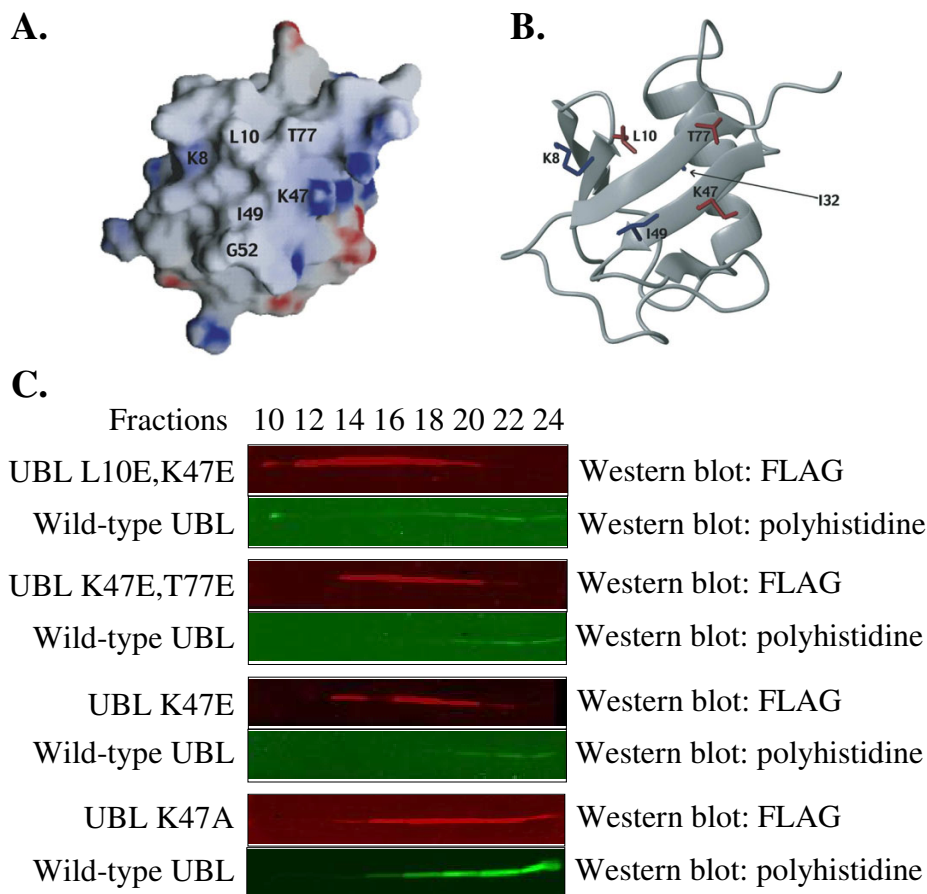 A.
B.
L10
T77
K8
K47
I49
G52
L10
T77
K8
I32
K47
I49
C.
Fractions 10 12 14 16 18 20 22 24
UBL L10E,K47E Western blot: FLAG
Wild-type UBL Western blot: polyhistidine
UBL K47E,T77E Western blot: FLAG
Wild-type UBL Western blot: polyhistidine
UBL K47E Western blot: FLAG
Wild-type UBL Western blot: polyhistidine
UBL K47A Western blot: FLAG
Wild-type UBL Western blot: polyhistidine